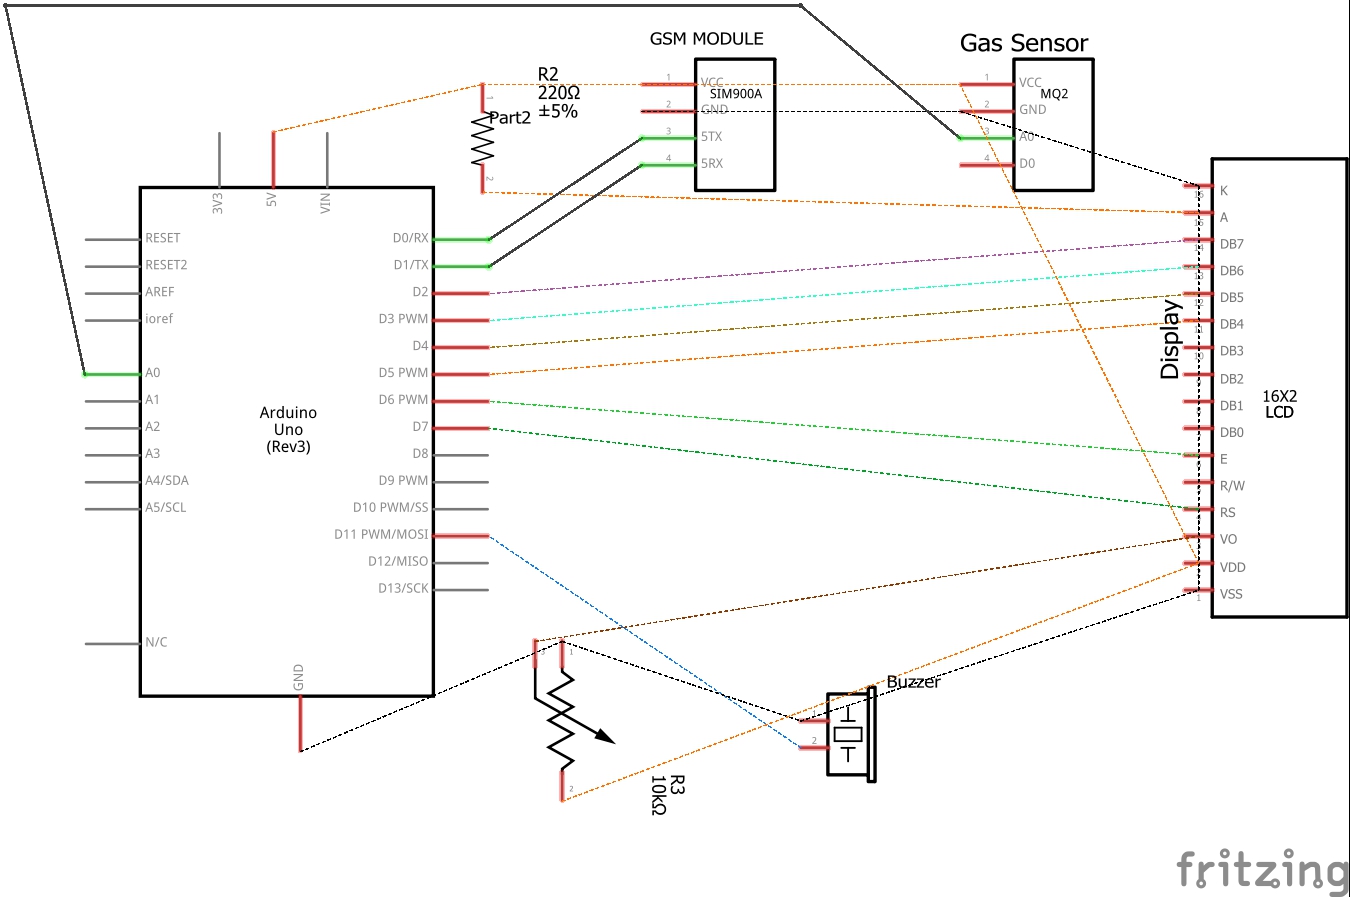 GSM MODULE
Gas Sensor
R2
220Ω
±5%
Part2
1
2
1
VCC
SIM900A
2
GND
3
5TX
4
5RX
1
VCC
MQ2
2
GND
3
A0
4
D0
3V3
5V
VIN
RESET
RESET2
AREF
ioref
A0
A1
A2
A3
A4/SDA
A5/SCL
N/C
Arduino
Uno
(Rev3)
D0/RX
D1/TX
D2
D3 PWM
D4
D5 PWM
D6 PWM
D7
D8
D9 PWM
D10 PWM/SS
D11 PWM/MOSI
D12/MISO
D13/SCK
GND
Display
K
A
DB7
DB6
DB5
DB4
DB3
DB2
DB1
DB0
E
R/W
RS
VO
VDD
VSS
1
16X2
LCD
3
1
2
R3
10kΩ
Buzzer
1
2
fritzing